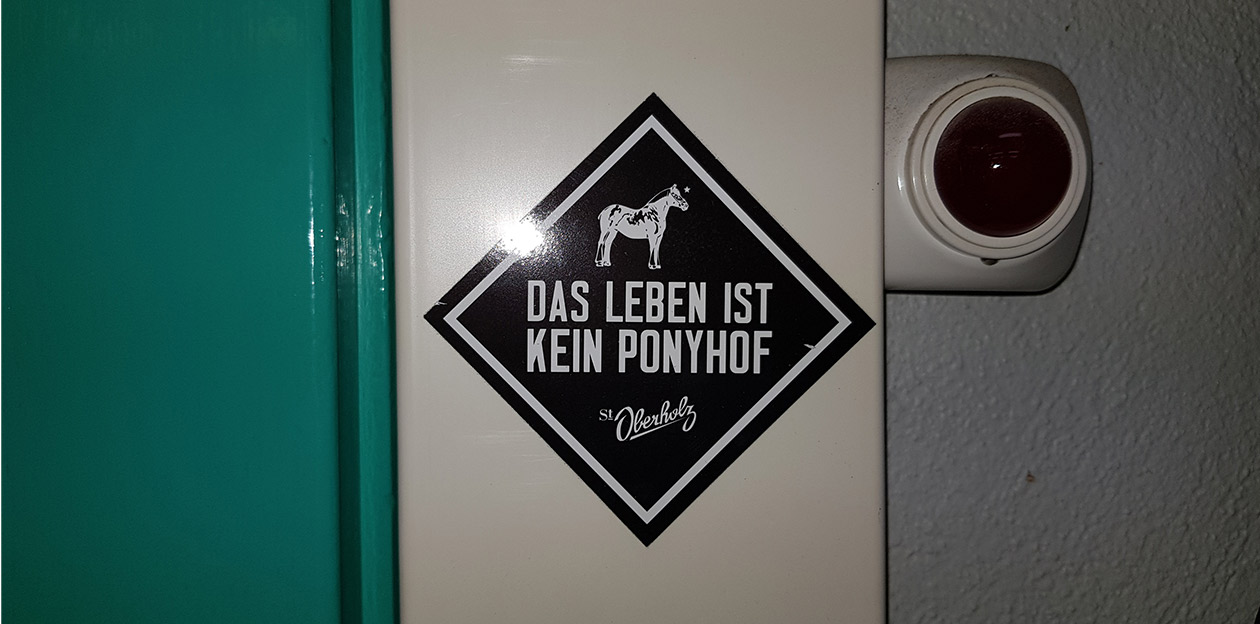 DAS LEBEN IST
KEIN PONYHOF
St Oberholz